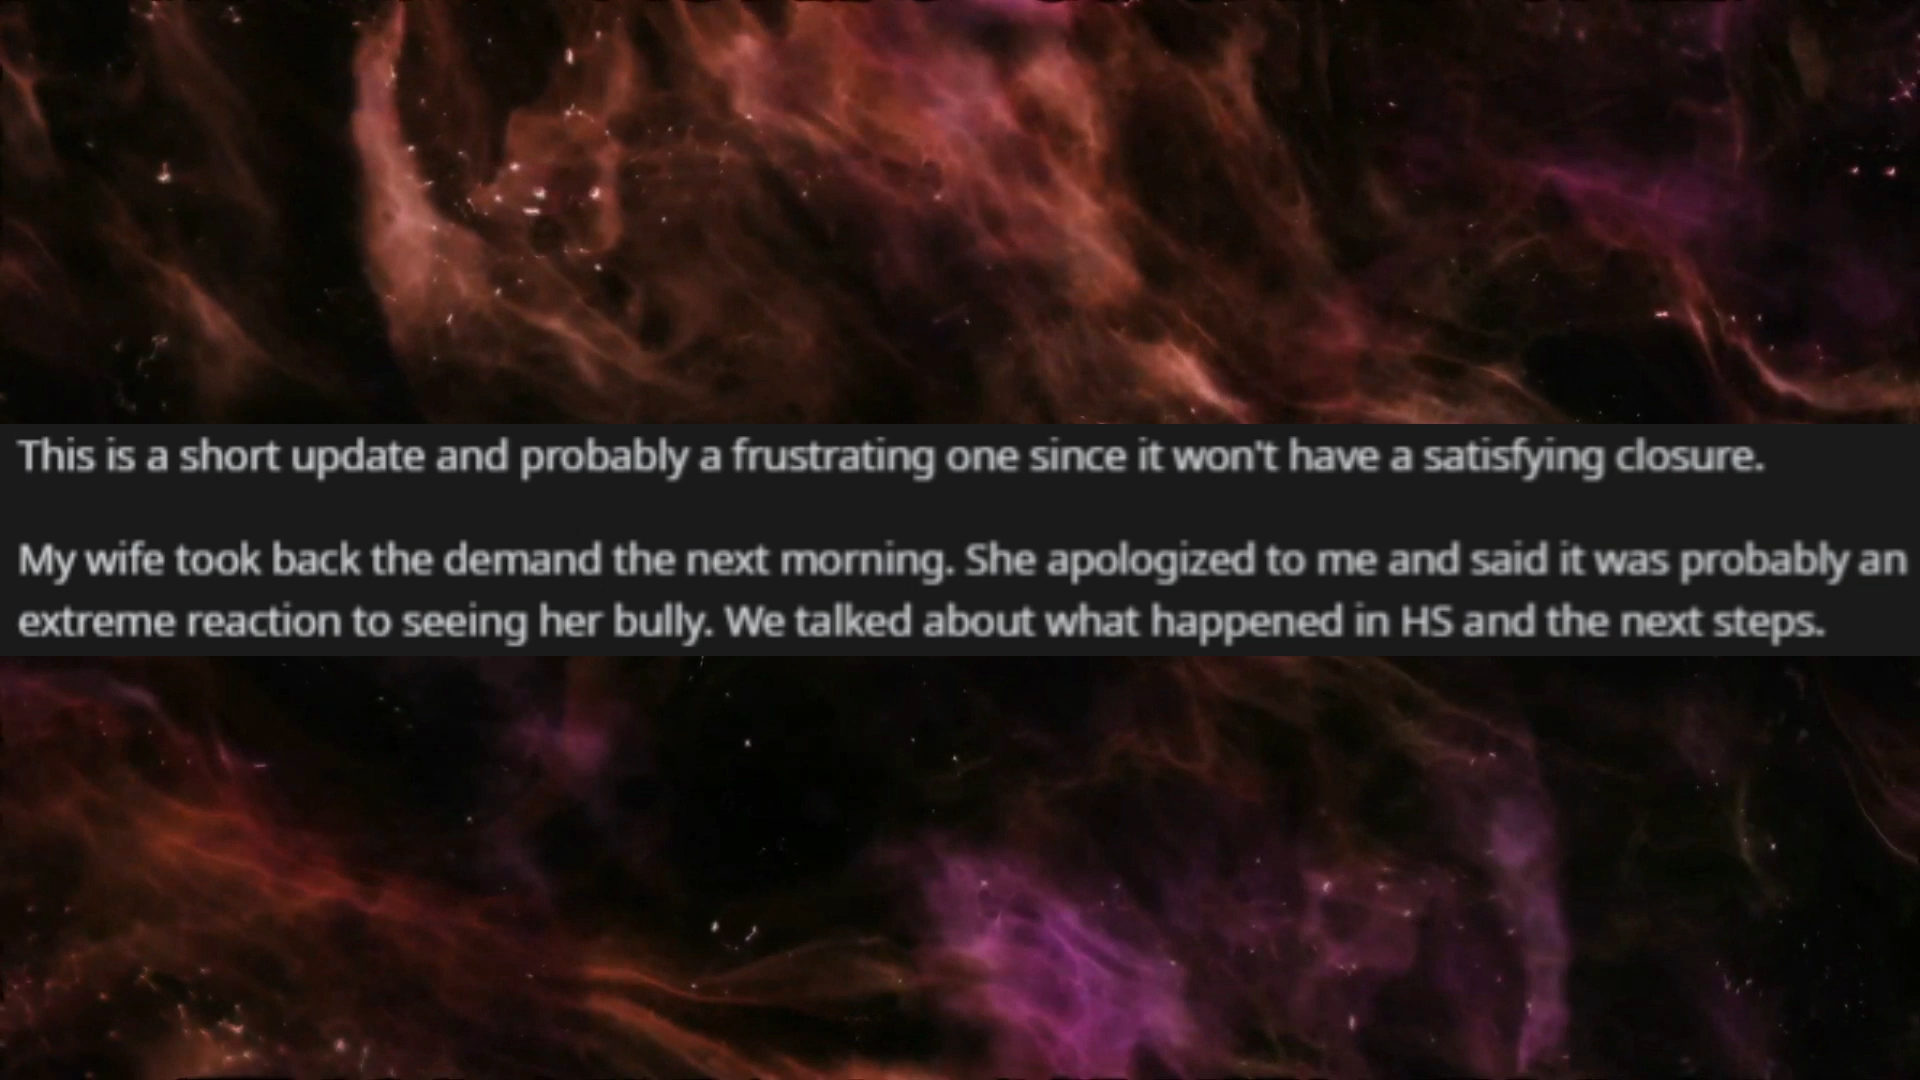 This is a short update and probably a frustrating one since it won't have a satisfying closure.
My wife took back the demand the next morning. She apologized to me and said it was probably an
extreme reaction to seeing her bully. We talked about what happened in HS and the next steps.